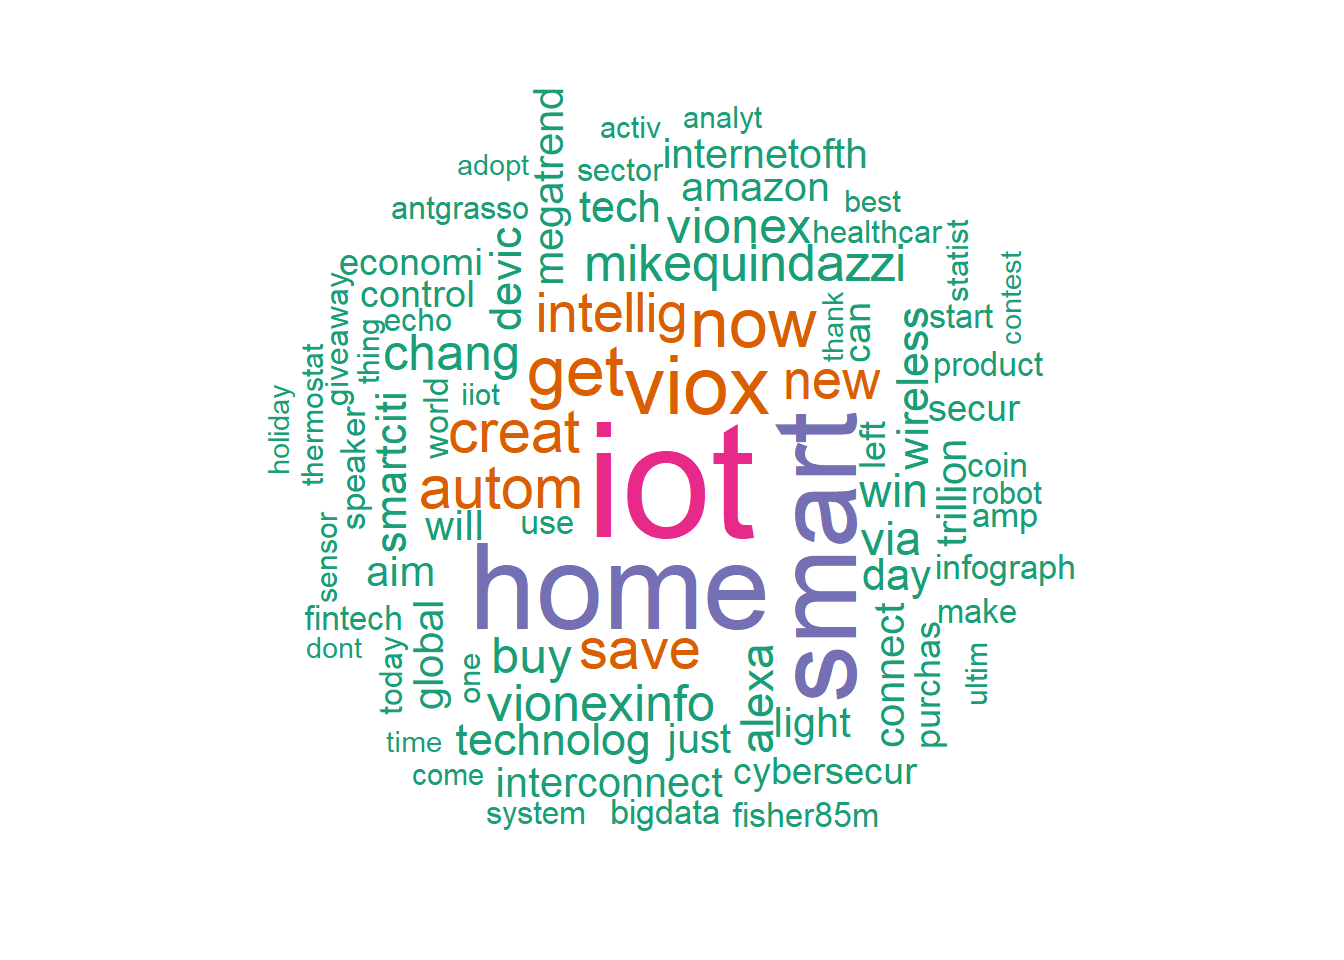 megatrend
activ
analyt
adopt
sector
internetofth
antgrasso
tech
amazon
best
vionex
healthcar
economi
devic
mikequindazzi
statist
contest
control
giveaway
echo
intellig
now
thank
can
wireless
start
thing
chang
get
viox
new
product
thermostat
holiday
speaker
smartciti
world
iiot
creat
iot
smart
left
secur
autom
win
trillion
coin
robot
sensor
will
use
via
amp
aim
home
day
infograph
fintech
global
dont
today
one
buy
save
alexa
connect
purchas
make
ultim
vionexinfo
light
time
technolog
just
come
interconnect
cybersecur
system
bigdata
fisher85m